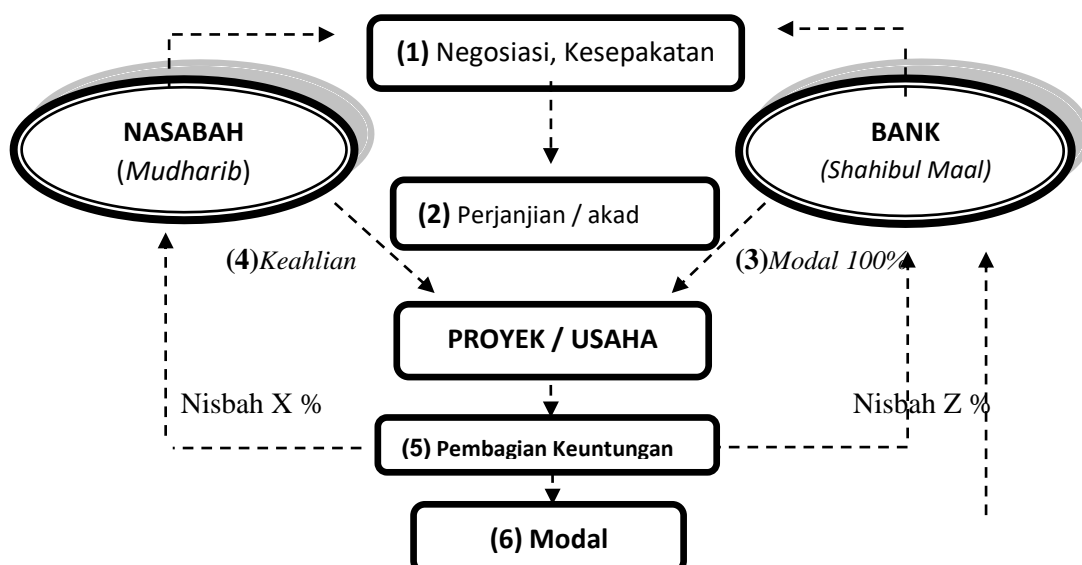 (1) Negosiasi, Kesepakatan
NASABAH
(Mudharib)
BANK
(Shahibul Maal)
(2) Perjanjian / akad
(4)Keahlian
(3)Modal 100%
PROYEK / USAHA
Nisbah X %
Nisbah Z %
(5) Pembagian Keuntungan
(6) Modal